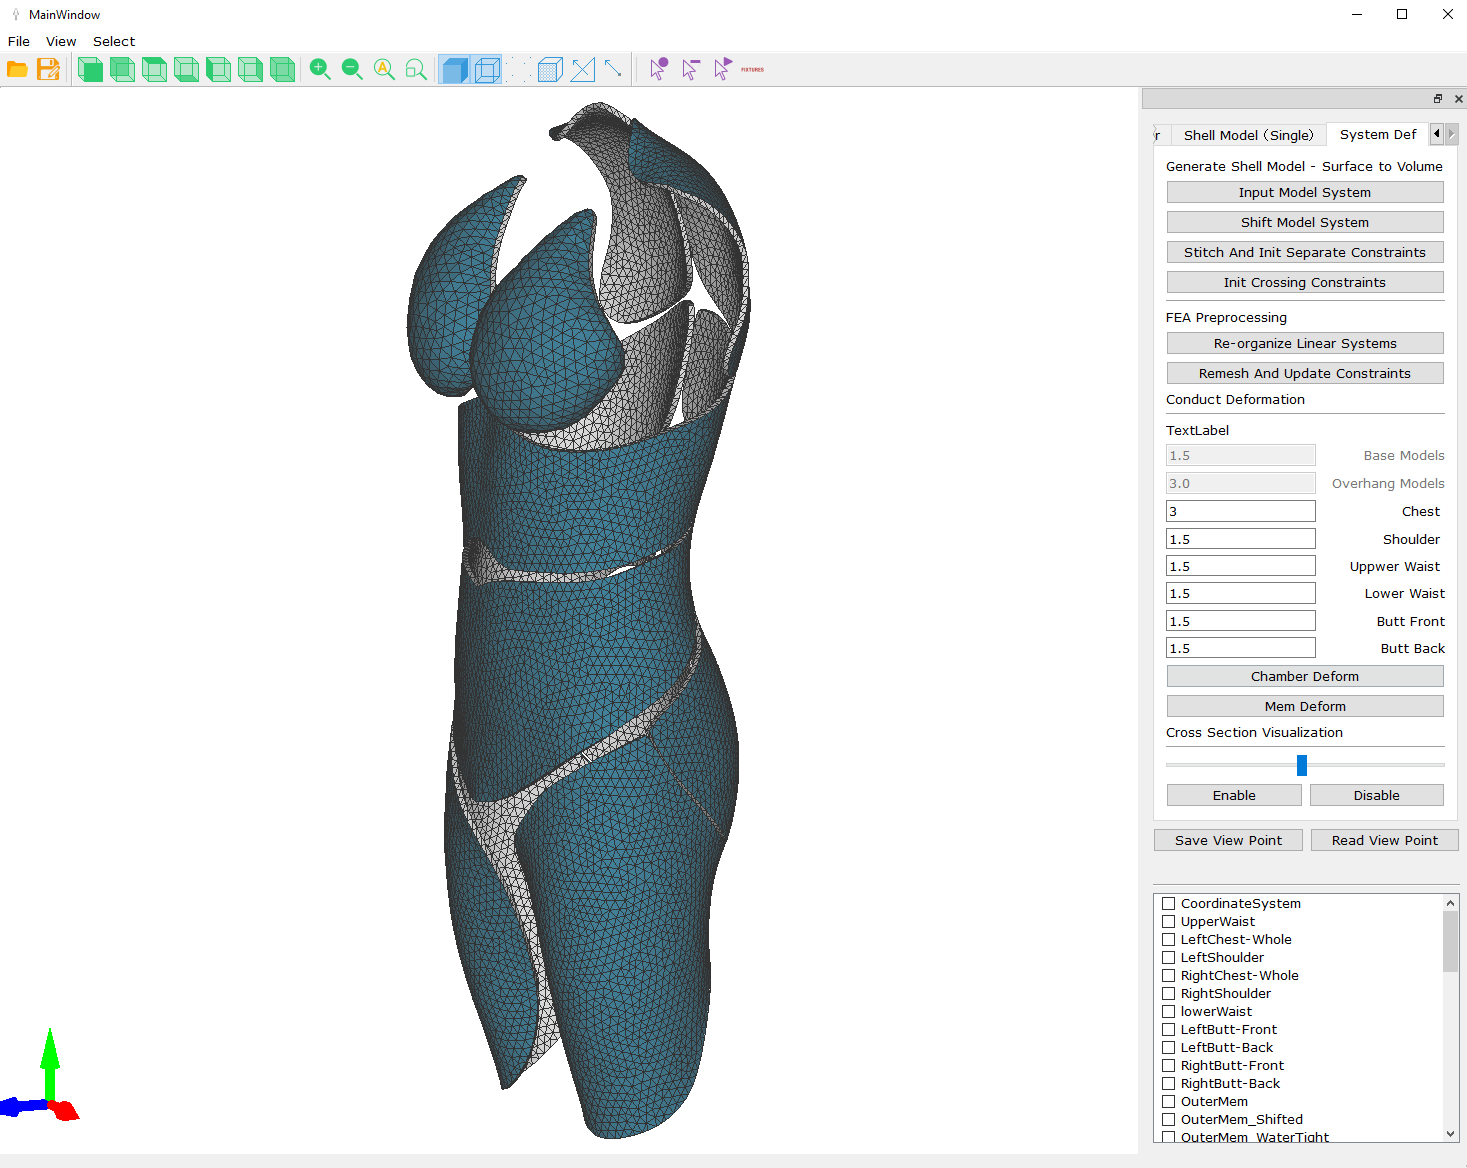 MainWindow
File View Select
FIXTURES
r Shell Model (Single) System Def
Generate Shell Model - Surface to Volume
Input Model System
Shift Model System
Stitch And Init Separate Constraints
Init Crossing Constraints
FEA Preprocessing
Re-organize Linear Systems
Remesh And Update Constraints
Conduct Deformation
TextLabel
1.5 Base Models
3.0 Overhang Models
3 Chest
1.5 Shoulder
1.5 Uppwer Waist
1.5 Lower Waist
1.5 Butt Front
1.5 Butt Back
Chamber Deform
Mem Deform
Cross Section Visualization
Enable Disable
Save View Point Read View Point
CoordinateSystem
UpperWaist
LeftChest-Whole
LeftShoulder
RightChest-Whole
RightShoulder
lowerWaist
LeftButt-Front
LeftButt-Back
RightButt-Front
RightButt-Back
OuterMem
OuterMem_Shifted
OuterMem_WaterTight